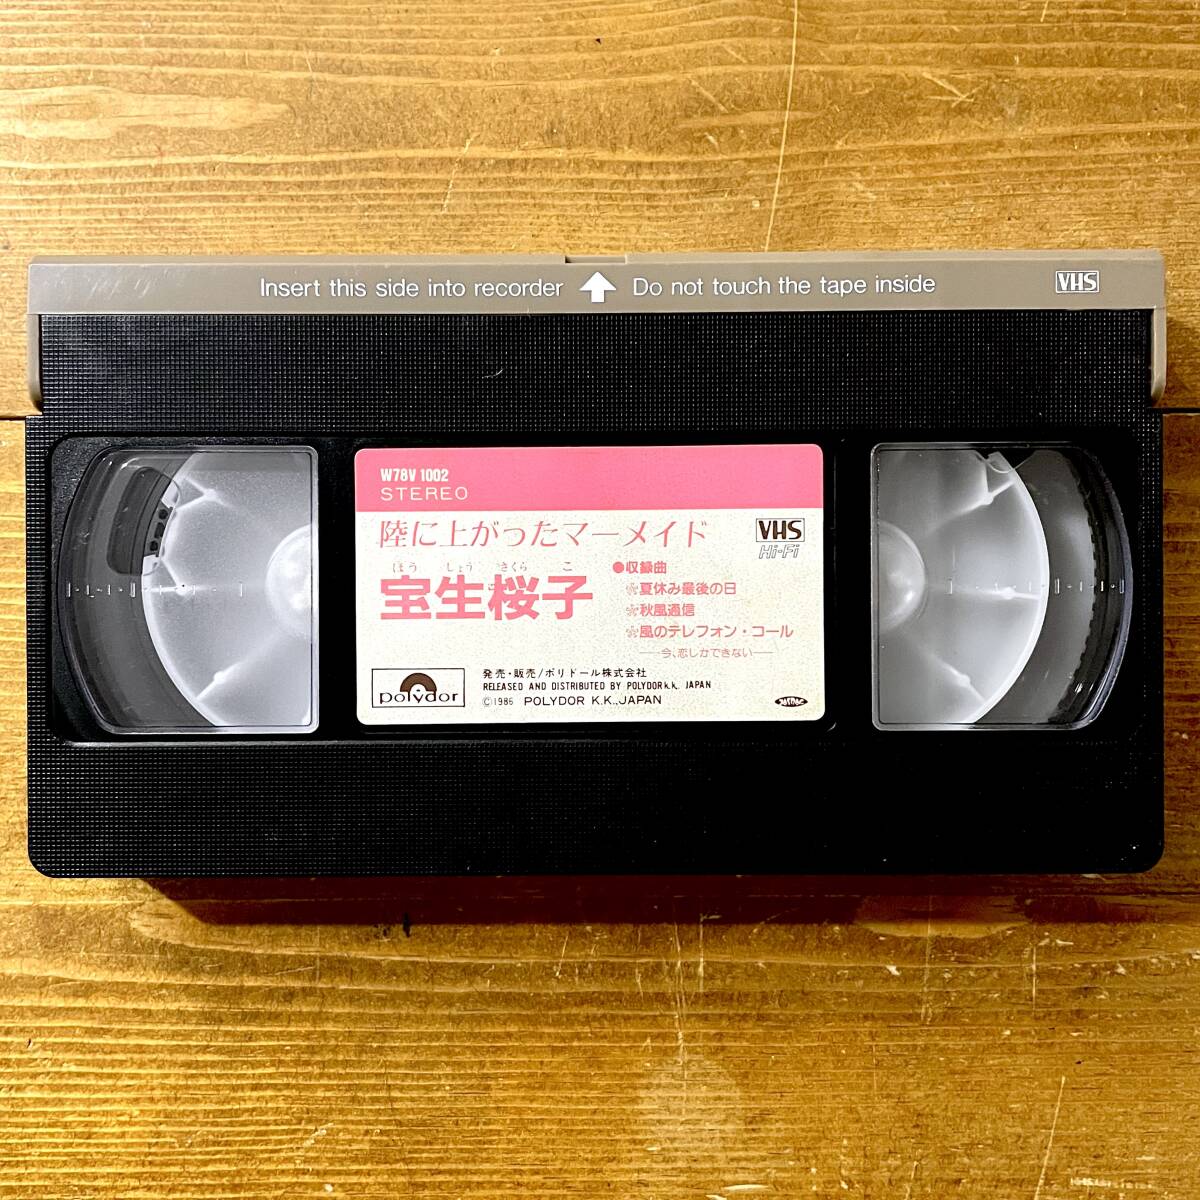 Insert this side into recorder Do not touch the tape inside VHS
W78V 1002
STEREO
陸に上がったマーメイド
VHS
Hi-Fi
ほう しょう さくら こ
宝生桜子
●収録曲
夏休み最後の日
秋風通信
風のテレフォン・コール
──今、恋しかできない──
polydor
発売・販売/ポリドール株式会社
RELEASED AND DISTRIBUTED BY POLYDOR K.K. JAPAN
©1986 POLYDOR K.K.,JAPAN